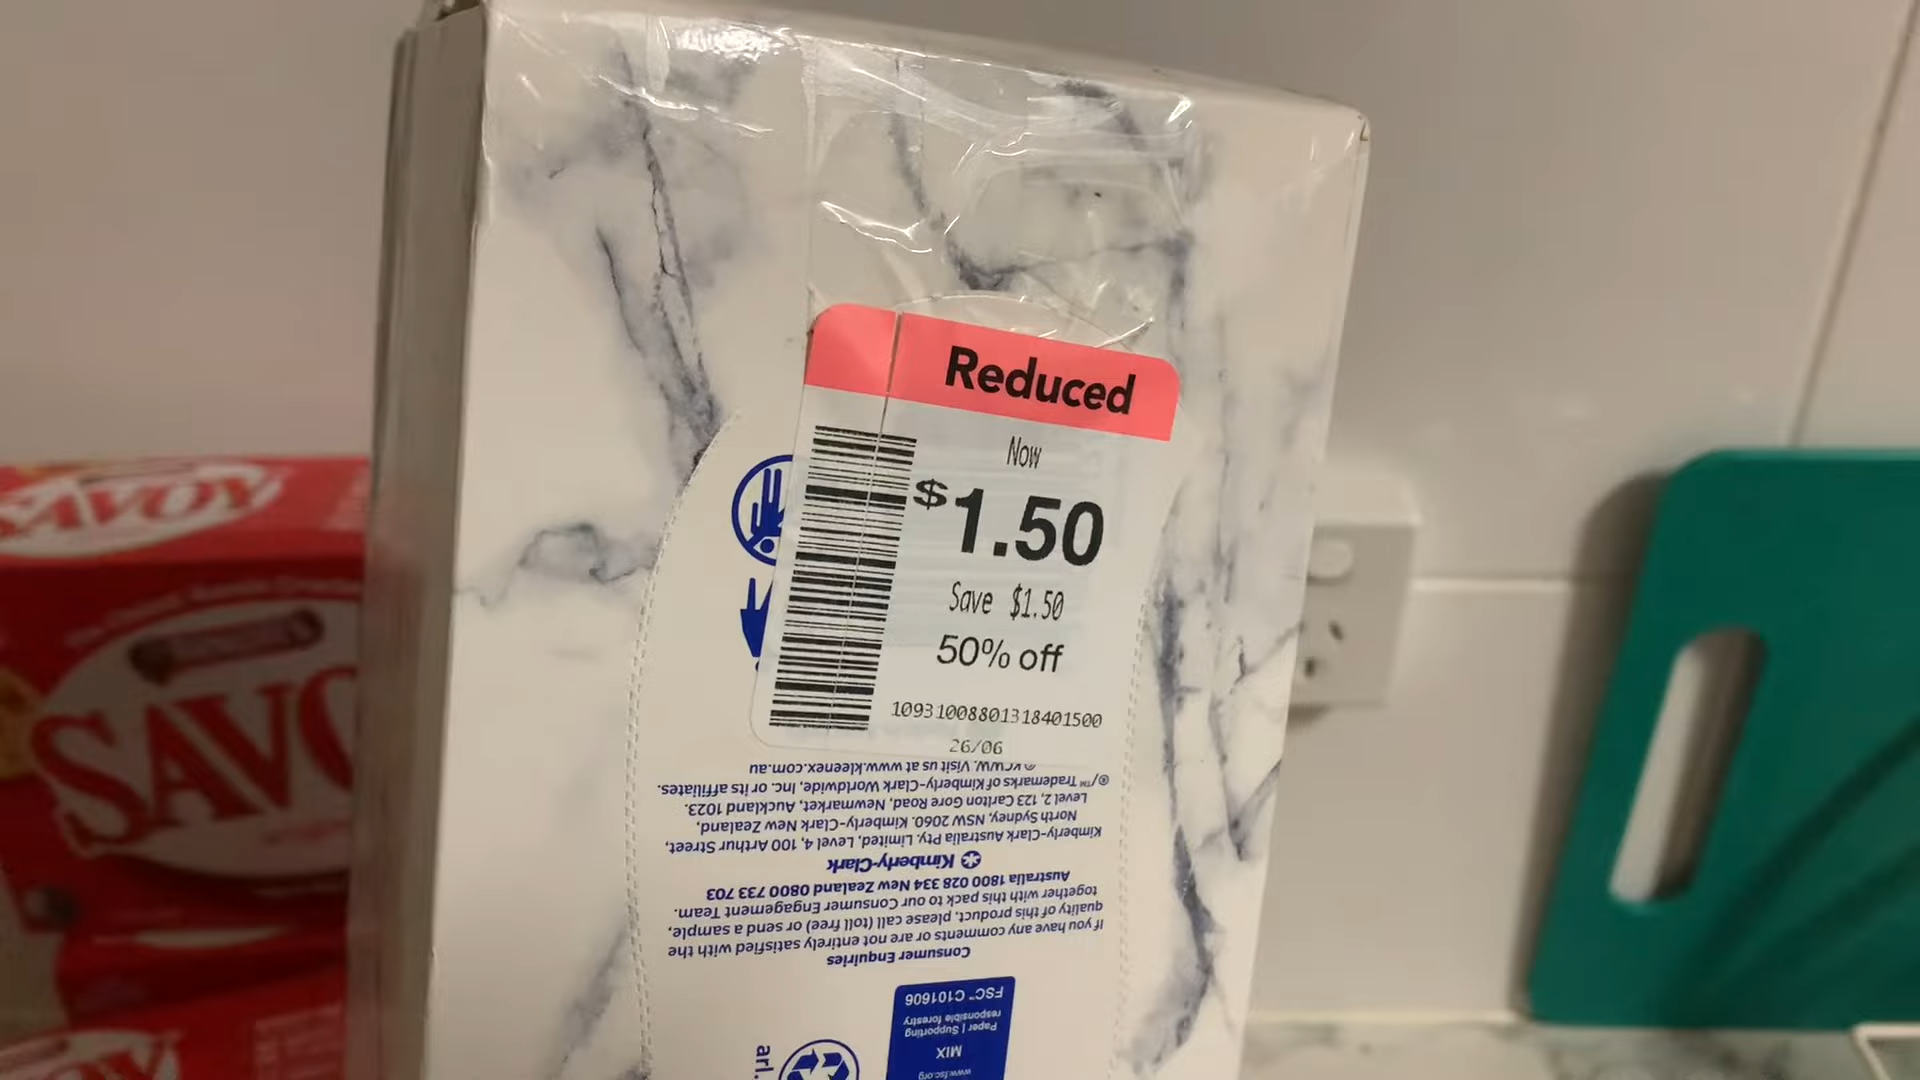 Reduced
Now
$1.50
Save $1.50
50% off
10931008801318401500
26/06
Consumer Enquiries
If you have any comments or are not entirely satisfied with the
quality of this product, please call (toll free) or send a sample,
together with this pack to our Consumer Engagement Team.
Australia 1800 028 334 New Zealand 0800 733 703
Kimberly-Clark
Kimberly-Clark Australia Pty. Limited, Level 4, 100 Arthur Street,
North Sydney, NSW 2060. Kimberly-Clark New Zealand,
Level 2, 123 Carlton Gore Road, Newmarket, Auckland 1023.
®/™ Trademarks of Kimberly-Clark Worldwide, Inc. or its affiliates.
© KCWW. Visit us at www.kleenex.com.au
www.fsc.org
MIX
Paper | Supporting
responsible forestry
FSC™ C101606
arl.
SAVOY
SAVO